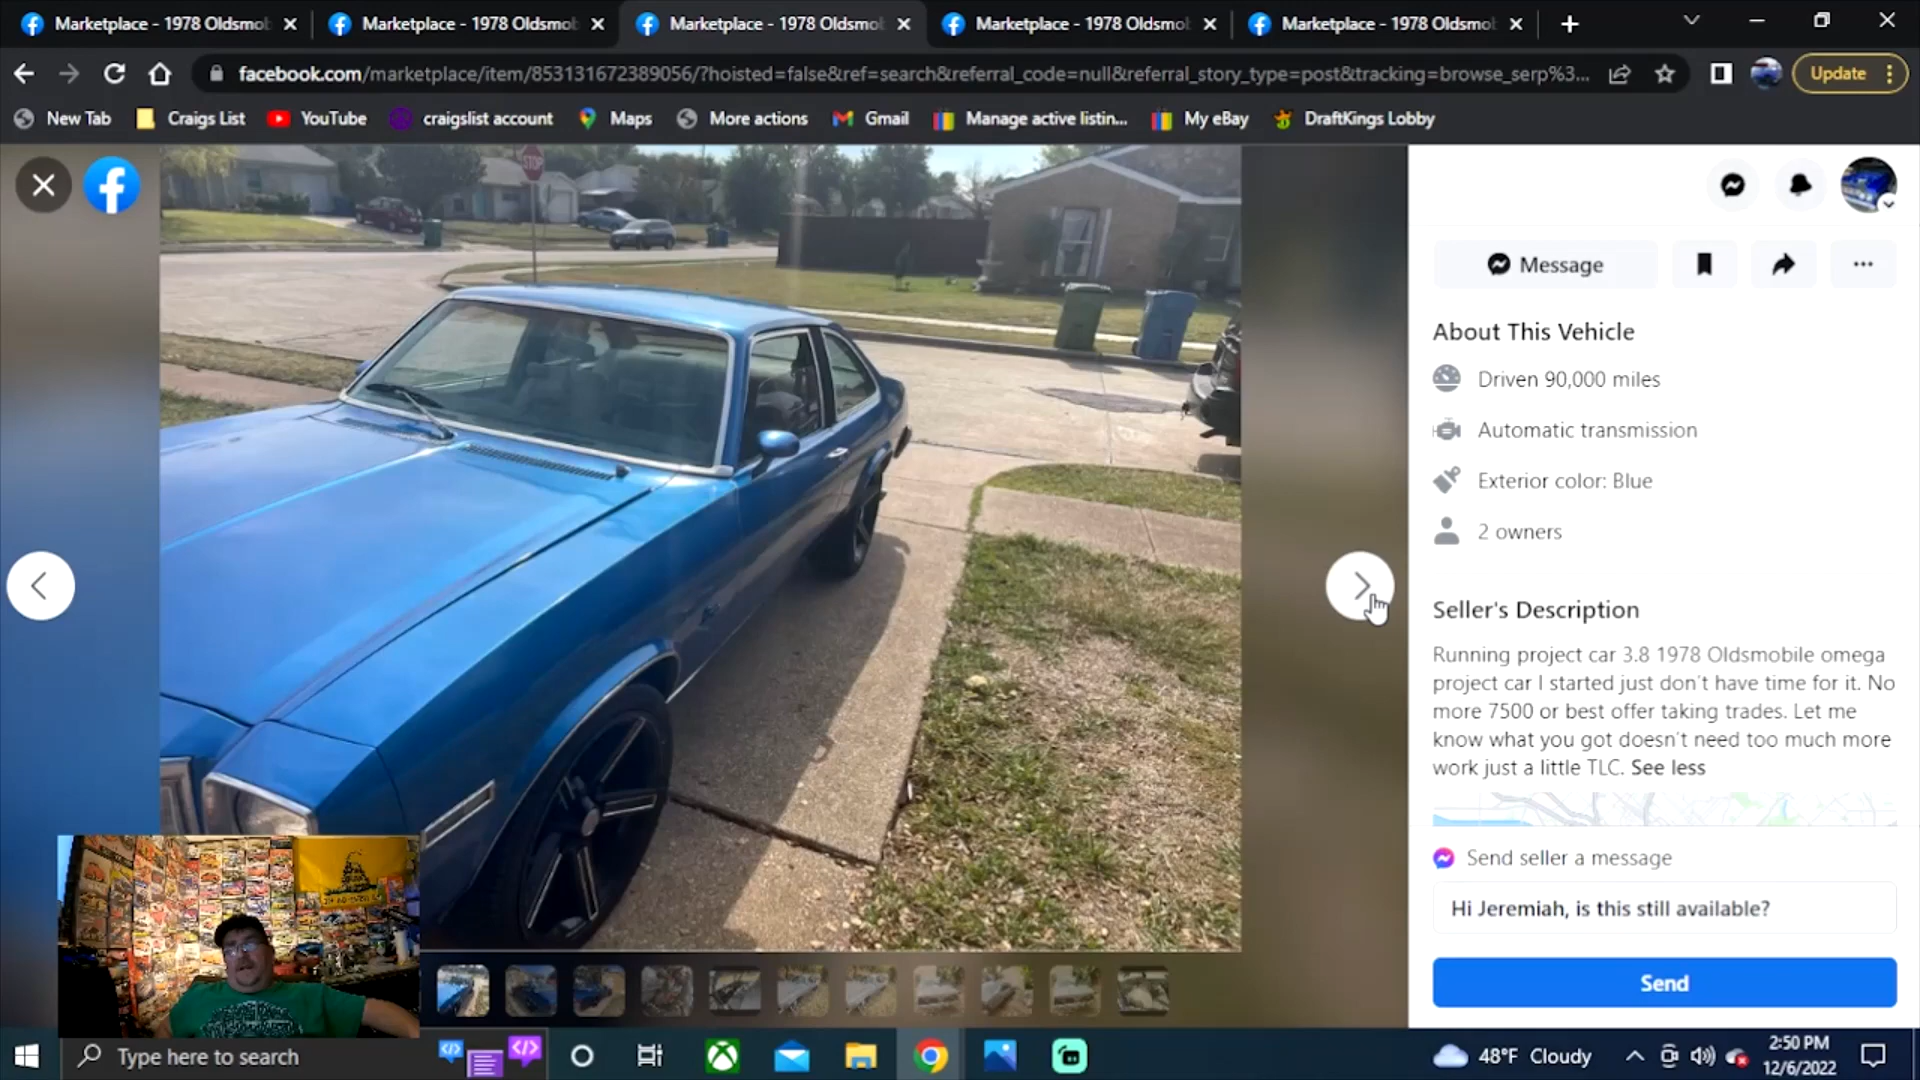 Marketplace - 1978 Oldsmob
Marketplace - 1978 Oldsmob
Marketplace - 1978 Oldsmob
Marketplace - 1978 Oldsmob
Marketplace - 1978 Oldsmob
facebook.com/marketplace/item/853131672389056/?hoisted=false&ref=search&referral_code=null&referral_story_type=post&tracking=browse_serp%3...
Update
New Tab
Craigs List
YouTube
craigslist account
Maps
More actions
Gmail
Manage active listin...
My eBay
DraftKings Lobby
STOP
Message
About This Vehicle
Driven 90,000 miles
Automatic transmission
Exterior color: Blue
2 owners
Seller's Description
Running project car 3.8 1978 Oldsmobile omega
project car I started just don't have time for it. No
more 7500 or best offer taking trades. Let me
know what you got doesn't need too much more
work just a little TLC. See less
Send seller a message
Hi Jeremiah, is this still available?
Send
Type here to search
48°F Cloudy
2:50 PM
12/6/2022